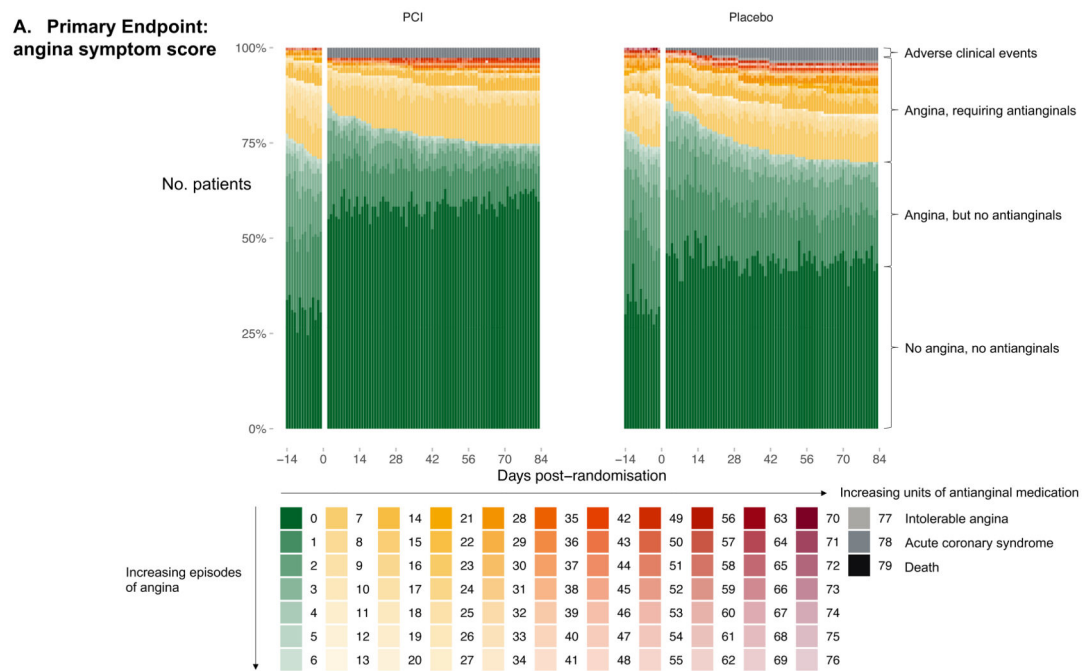 A. Primary Endpoint:
angina symptom score
PCI
Placebo
100%
75%
No. patients
50%
25%
0%
Adverse clinical events
Angina, requiring antianginals
Angina, but no antianginals
No angina, no antianginals
−14 0 14 28 42 56 70 84
−14 0 14 28 42 56 70 84
Days post−randomisation
Increasing units of antianginal medication
Increasing episodes
of angina
0 7 14 21 28 35 42 49 56 63 70 77 Intolerable angina
1 8 15 22 29 36 43 50 57 64 71 78 Acute coronary syndrome
2 9 16 23 30 37 44 51 58 65 72 79 Death
3 10 17 24 31 38 45 52 59 66 73
4 11 18 25 32 39 46 53 60 67 74
5 12 19 26 33 40 47 54 61 68 75
6 13 20 27 34 41 48 55 62 69 76